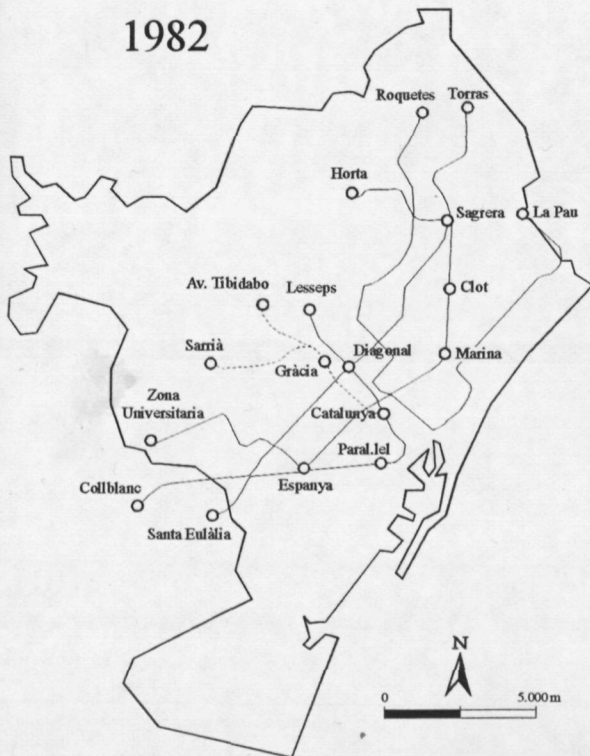 1982
Roquetes
Torras
Horta
Sagrera
La Pau
Av. Tibidabo
Lesseps
Clot
Sarrià
Gràcia
Diagonal
Marina
Zona
Universitaria
Catalunya
Paral.lel
Collblanc
Espanya
Santa Eulàlia
N
0
5.000 m